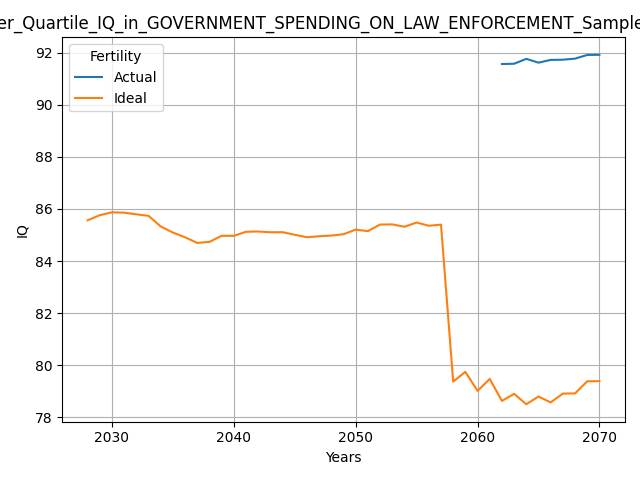 er_Quartile_IQ_in_GOVERNMENT_SPENDING_ON_LAW_ENFORCEMENT_Sample
Fertility
Actual
Ideal
92
90
88
86
84
82
80
78
IQ
2030 2040 2050 2060 2070
Years